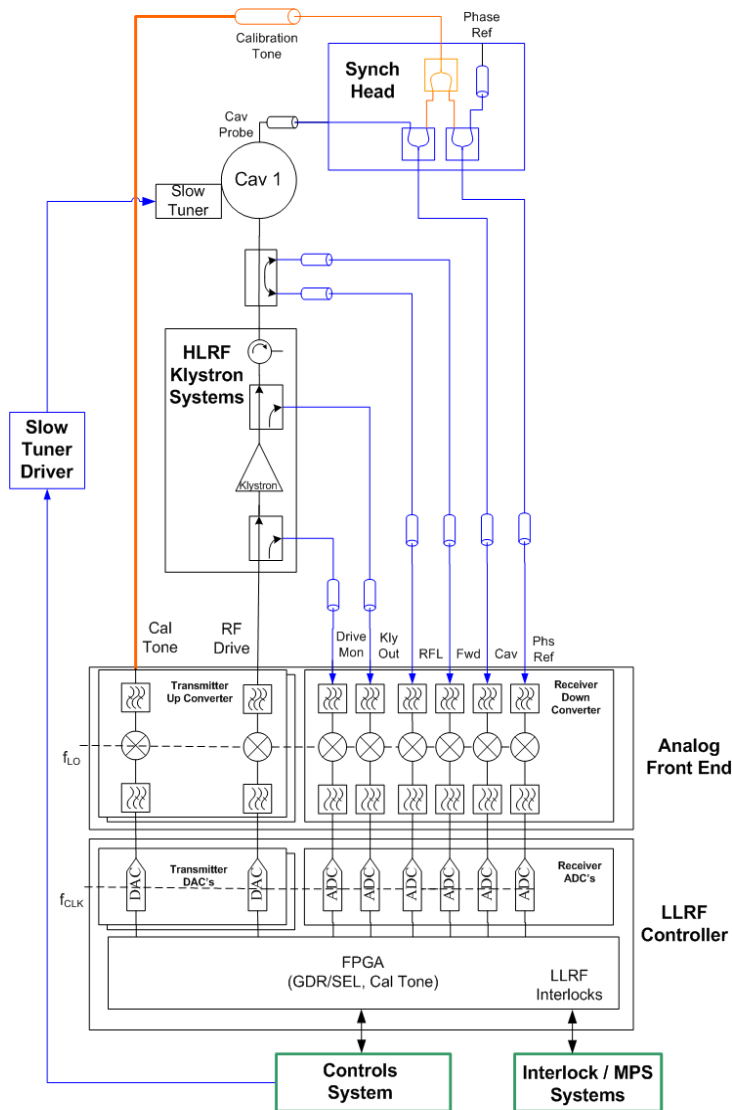 Phase
Ref
Calibration
Tone
Synch
Head
Cav
Probe
Cav 1
Slow
Tuner
HLRF
Klystron
Systems
Slow
Tuner
Driver
Klystron
Cal
Tone
RF
Drive
Drive
Mon
Kly
Out
RFL
Fwd
Cav
Phs
Ref
Transmitter
Up Converter
Receiver
Down
Converter
fLO
Analog
Front End
Transmitter
DAC's
Receiver
ADC's
DAC
DAC
ADC
ADC
ADC
ADC
ADC
ADC
fCLK
LLRF
Controller
FPGA
(GDR/SEL, Cal Tone)
LLRF
Interlocks
Controls
System
Interlock / MPS
Systems